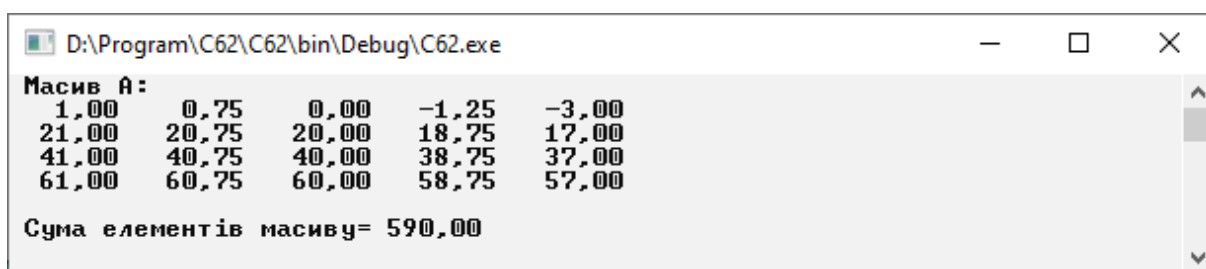 D:\Program\C62\C62\bin\Debug\C62.exe
Масив А:
1,00 0,75 0,00 -1,25 -3,00
21,00 20,75 20,00 18,75 17,00
41,00 40,75 40,00 38,75 37,00
61,00 60,75 60,00 58,75 57,00
Сума елементів масиву= 590,00